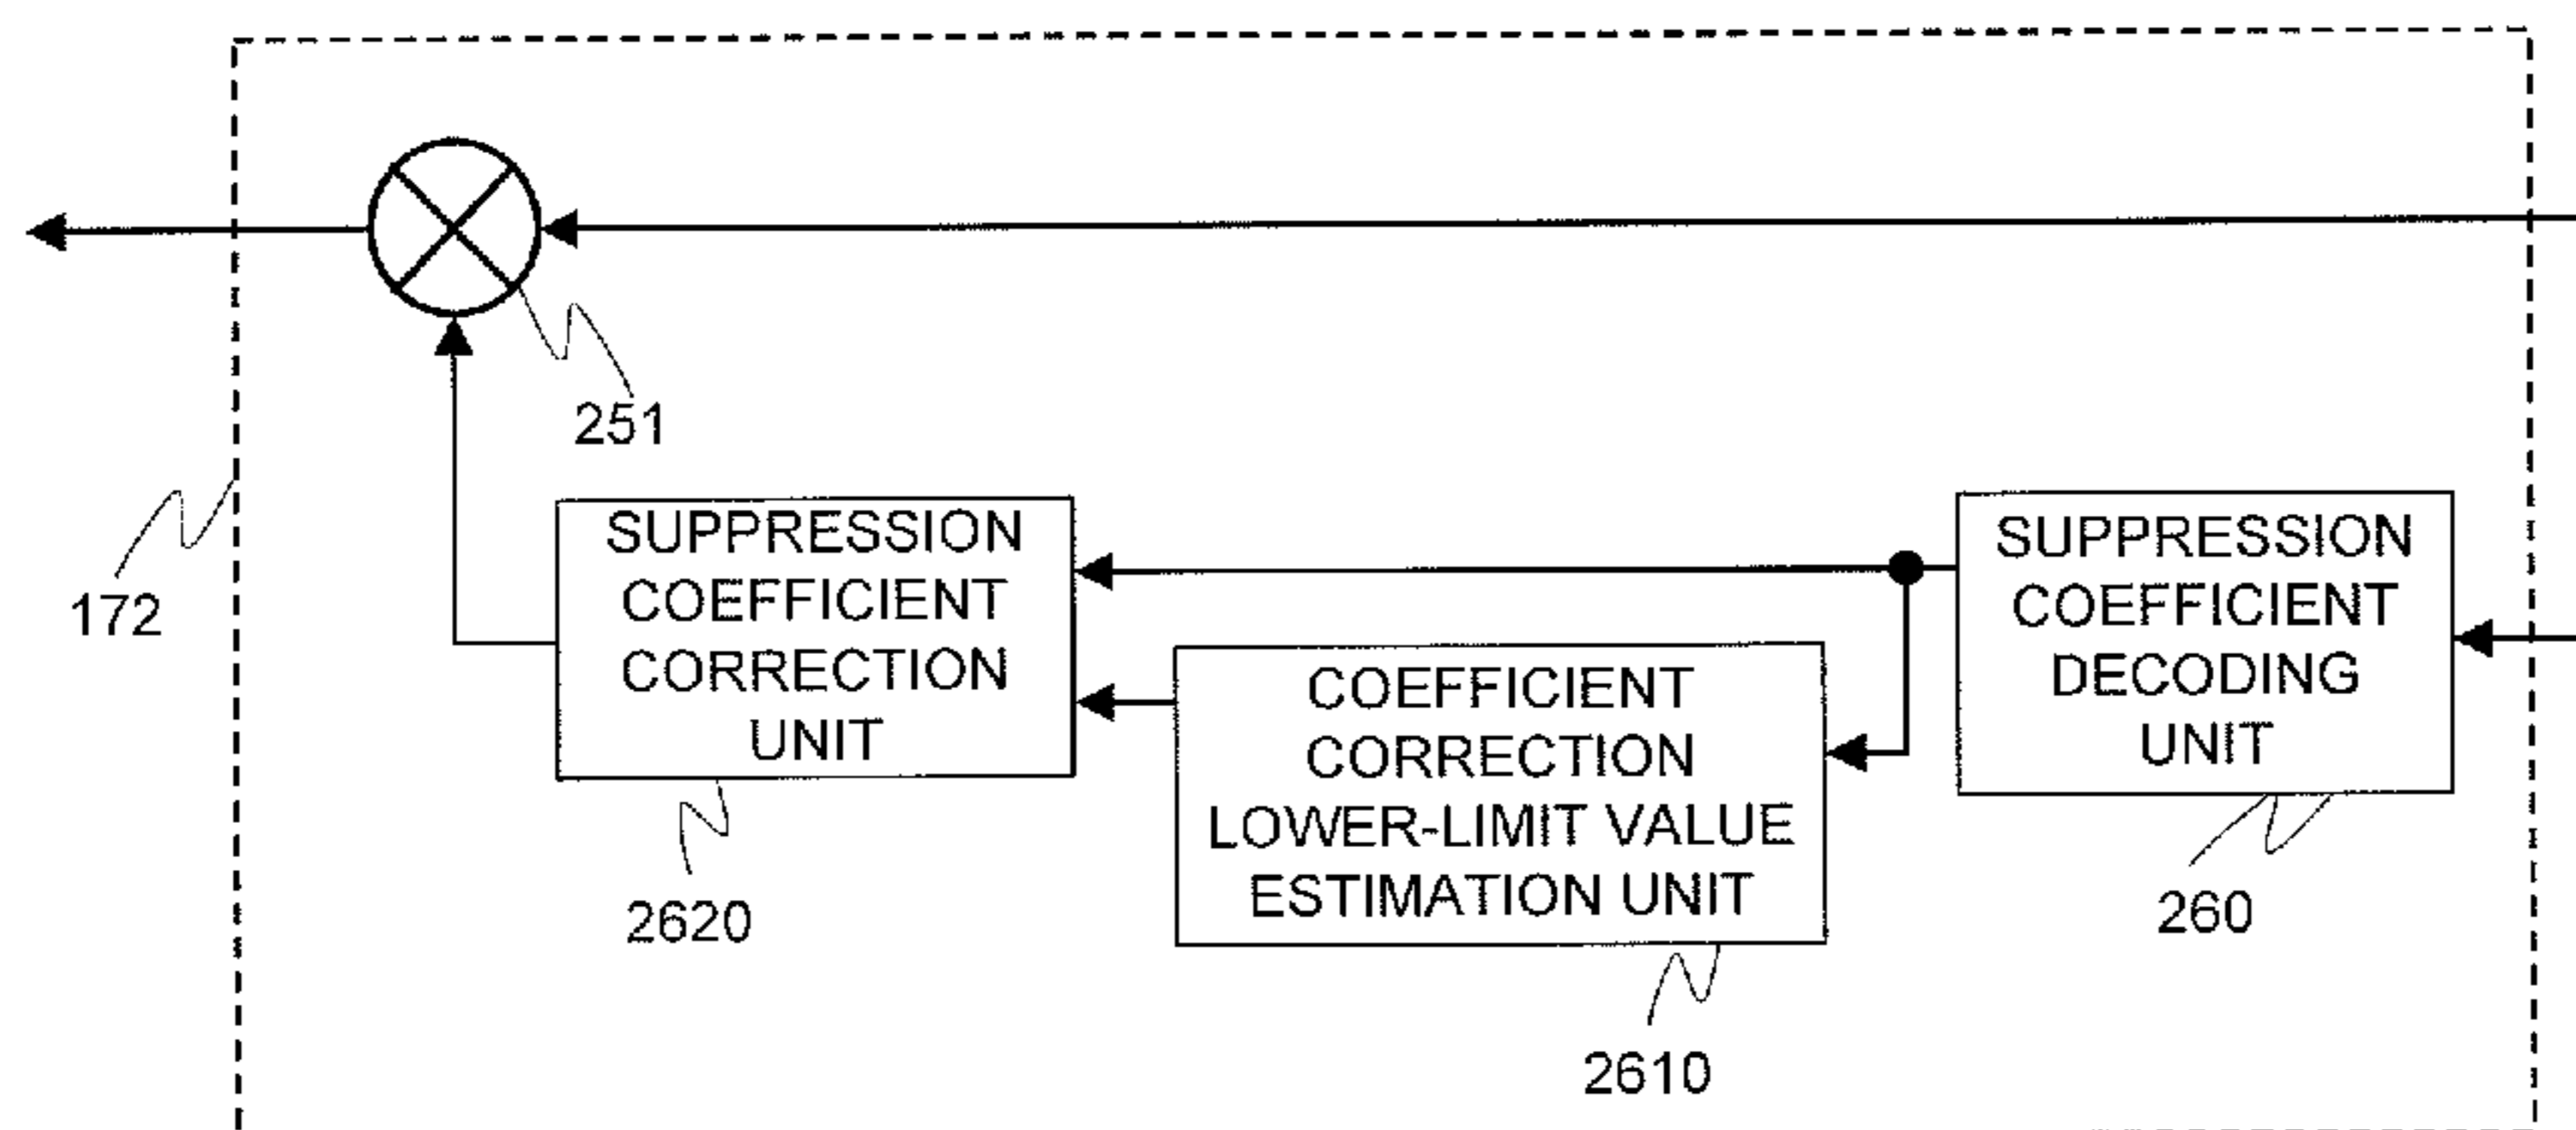 251
172
SUPPRESSION
COEFFICIENT
CORRECTION
UNIT
2620
COEFFICIENT
CORRECTION
LOWER-LIMIT VALUE
ESTIMATION UNIT
2610
SUPPRESSION
COEFFICIENT
DECODING
UNIT
260